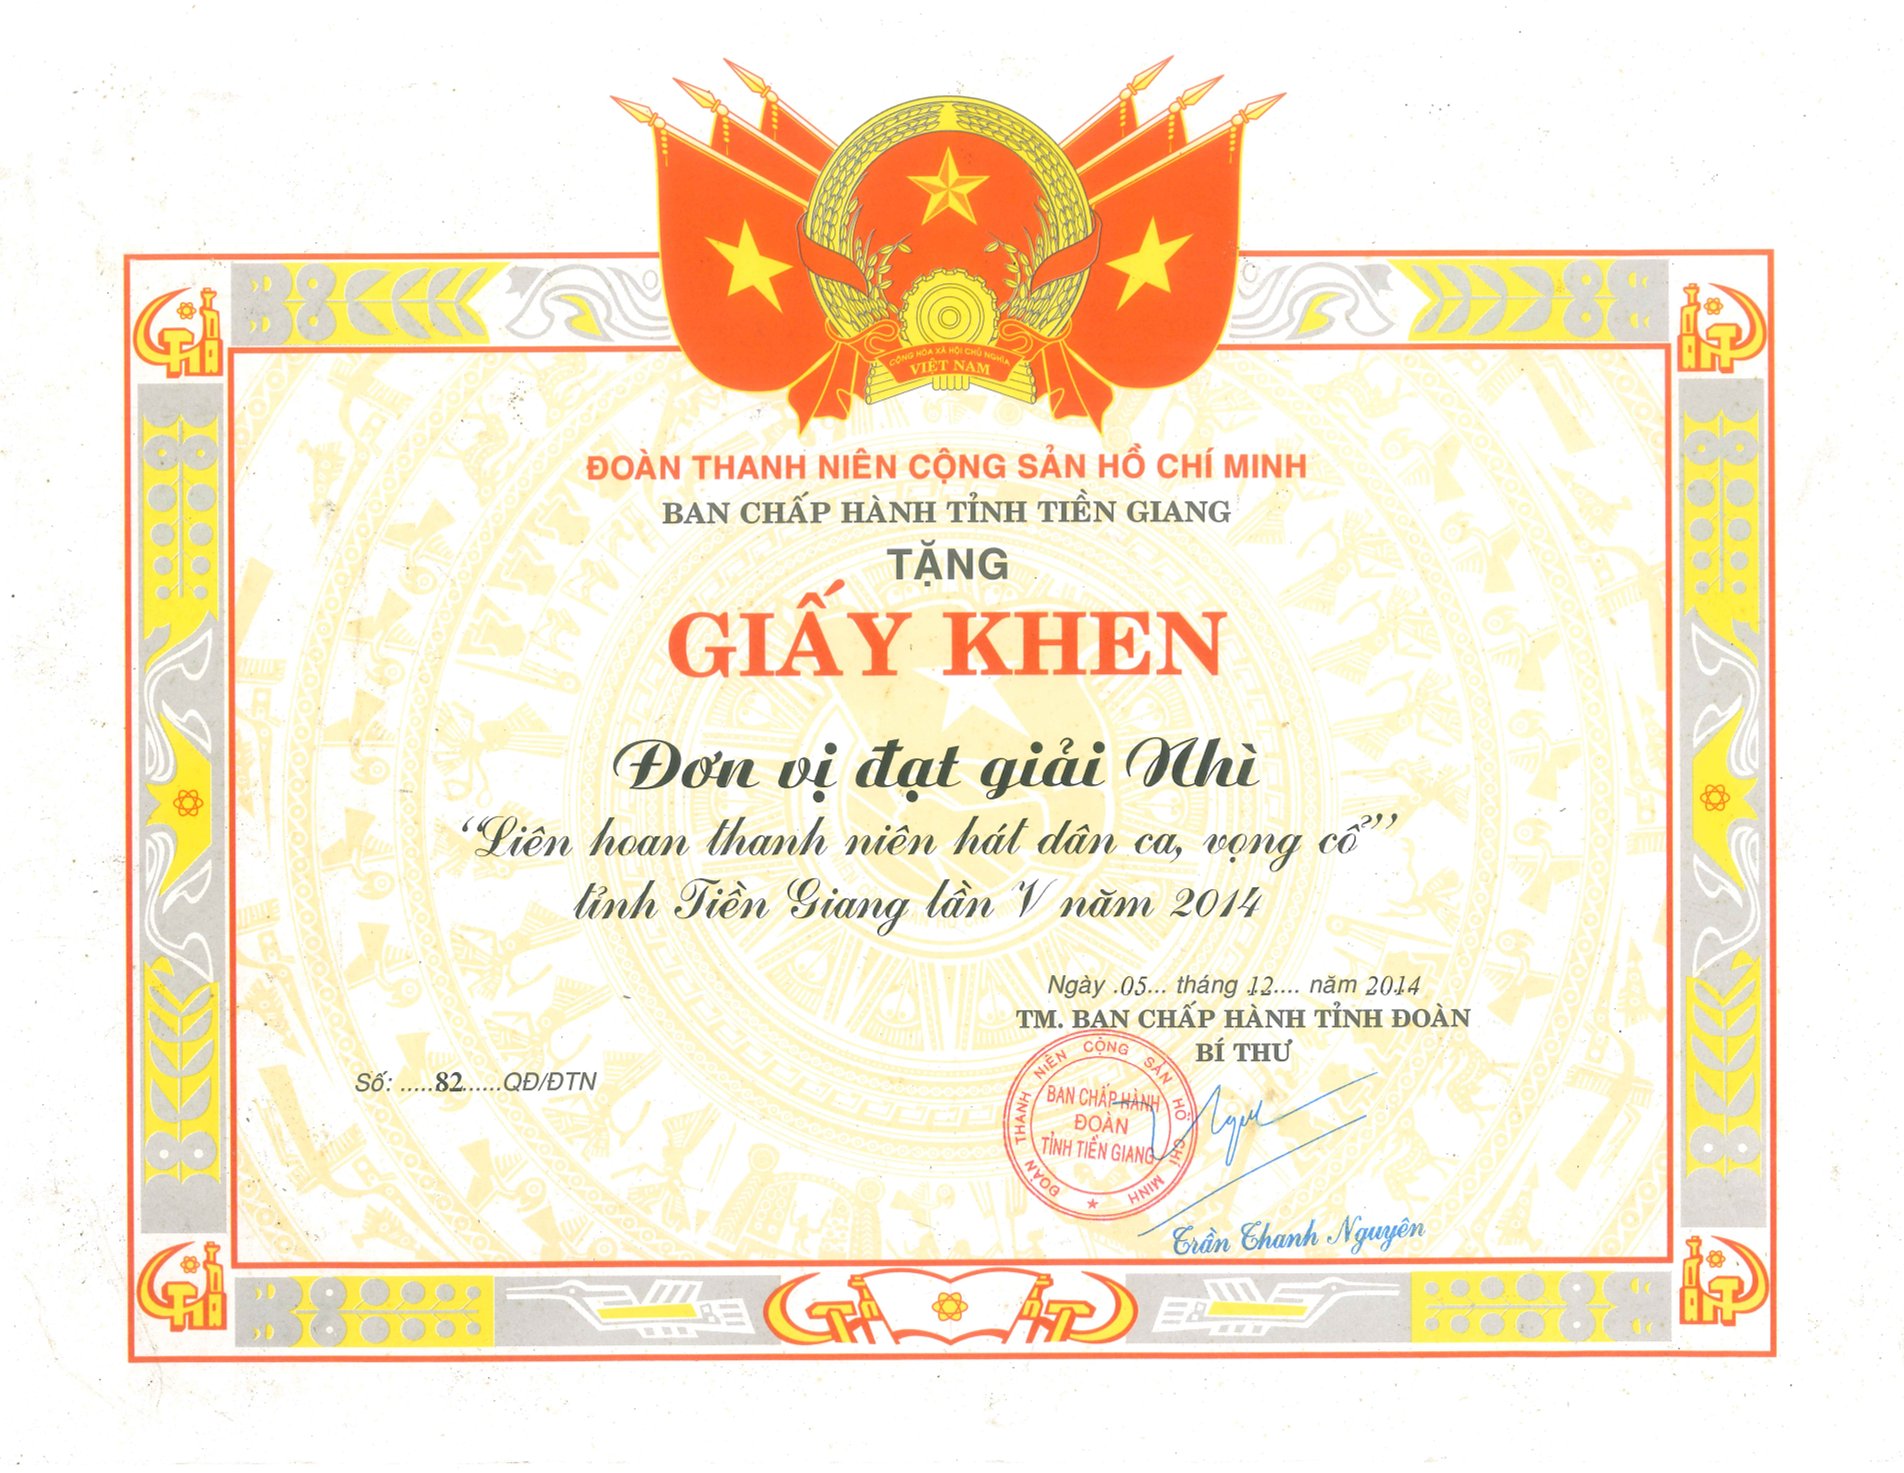 CỘNG HÒA XÃ HỘI CHỦ NGHĨA
VIỆT NAM
ĐOÀN THANH NIÊN CỘNG SẢN HỒ CHÍ MINH
BAN CHẤP HÀNH TỈNH TIỀN GIANG
TẶNG
GIẤY KHEN
Đơn vị đạt giải Nhì
“Liên hoan thanh niên hát dân ca, vọng cổ”
tỉnh Tiền Giang lần V năm 2014
Ngày .05... tháng 12.... năm 2014
TM. BAN CHẤP HÀNH TỈNH ĐOÀN
BÍ THƯ
Số: .....82......QĐ/ĐTN
ĐOÀN THANH NIÊN CỘNG SẢN HỒ CHÍ MINH
BAN CHẤP HÀNH
ĐOÀN
TỈNH TIỀN GIANG
Trần Thanh Nguyên